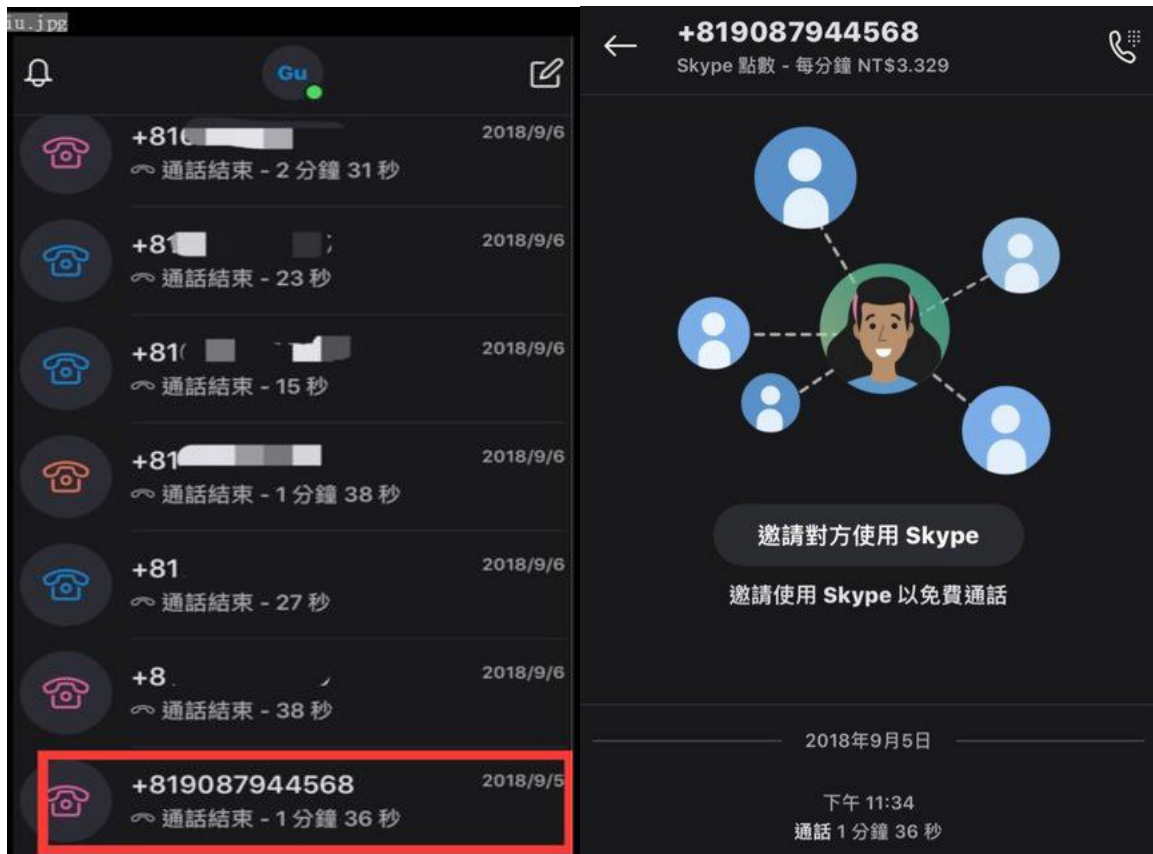 iu.jpg
Gu
2018/9/6
通話結束 - 2 分鐘 31 秒
2018/9/6
通話結束 - 23 秒
2018/9/6
通話結束 - 15 秒
+81
2018/9/6
通話結束 - 1 分鐘 38 秒
+81
2018/9/6
通話結束 - 27 秒
+8
2018/9/6
通話結束 - 38 秒
+819087944568
2018/9/5
通話結束 - 1 分鐘 36 秒
+819087944568
Skype 點數 - 每分鐘 NT$3.329
邀請對方使用 Skype
邀請使用 Skype 以免費通話
2018年9月5日
下午 11:34
通話 1 分鐘 36 秒